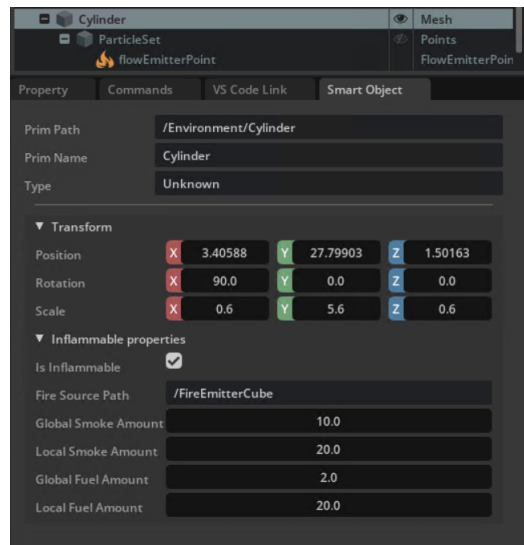 Cylinder Mesh
ParticleSet Points
flowEmitterPoint FlowEmitterPoin
Property Commands VS Code Link Smart Object
Prim Path /Environment/Cylinder
Prim Name Cylinder
Type Unknown
Transform
Position X 3.40588 Y 27.79903 Z 1.50163
Rotation X 90.0 Y 0.0 Z 0.0
Scale X 0.6 Y 5.6 Z 0.6
Inflammable properties
Is Inflammable
Fire Source Path /FireEmitterCube
Global Smoke Amount 10.0
Local Smoke Amount 20.0
Global Fuel Amount 2.0
Local Fuel Amount 20.0